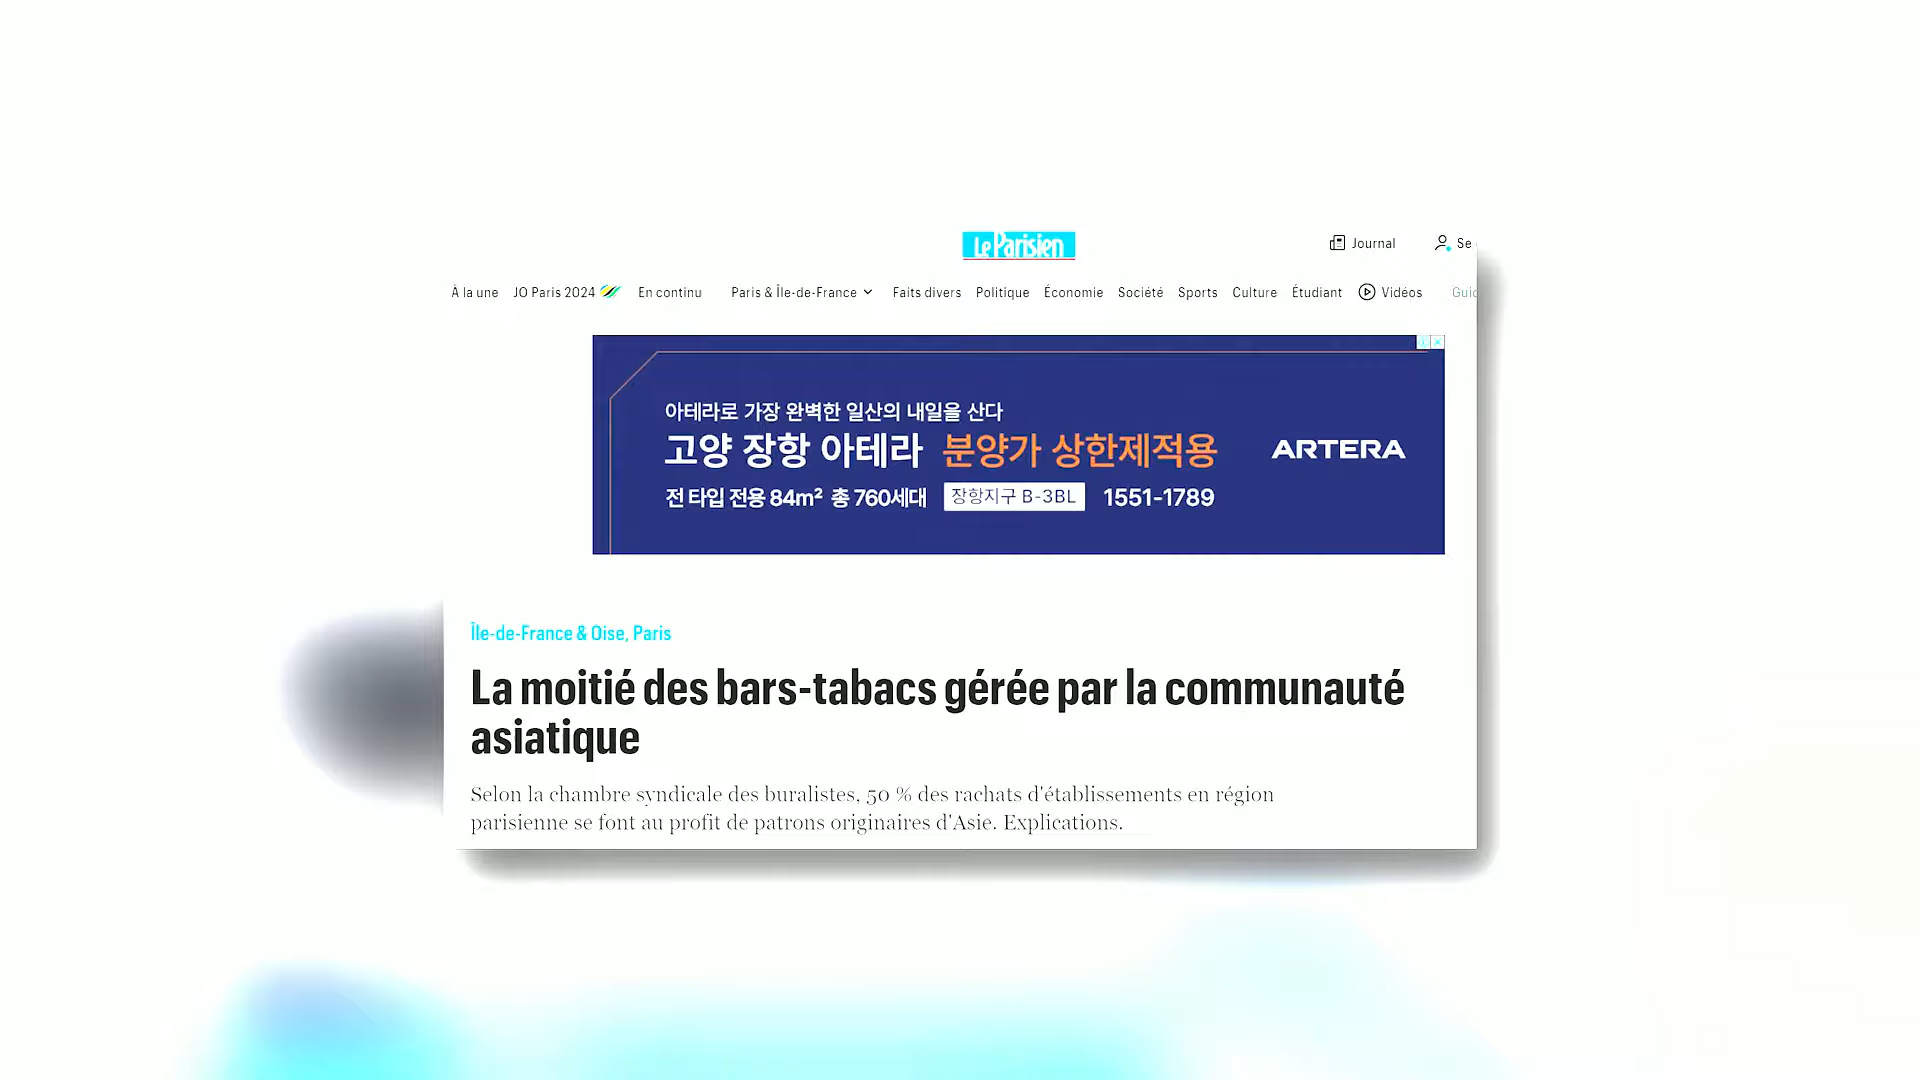 Le Parisien
Journal
Se
À la une JO Paris 2024 En continu Paris & Île-de-France Faits divers Politique Économie Société Sports Culture Étudiant Vidéos
아테라로 가장 완벽한 일산의 내일을 산다
고양 장항 아테라 분양가 상한제적용
ARTERA
전 타입 전용 84m² 총 760세대 장항지구 B-3BL 1551-1789
Île-de-France & Oise, Paris
La moitié des bars-tabacs gérée par la communauté
asiatique
Selon la chambre syndicale des buralistes, 50 % des rachats d'établissements en région
parisienne se font au profit de patrons originaires d'Asie. Explications.